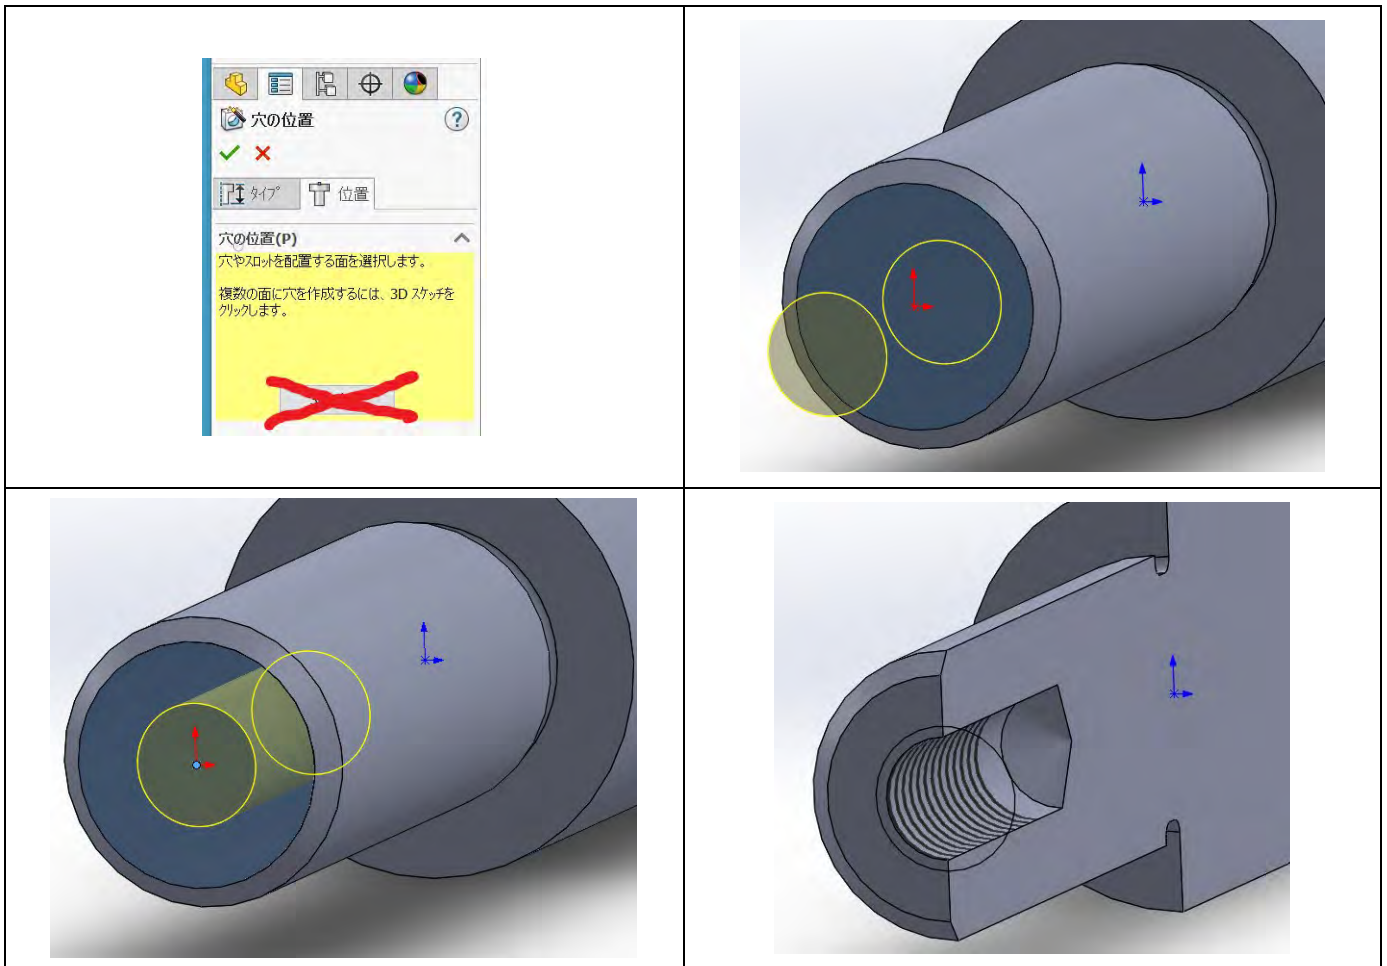 穴の位置
?
タイプ
位置
穴の位置(P)
穴やスロットを配置する面を選択します。
複数の面に穴を作成するには、3D スケッチを
クリックします。